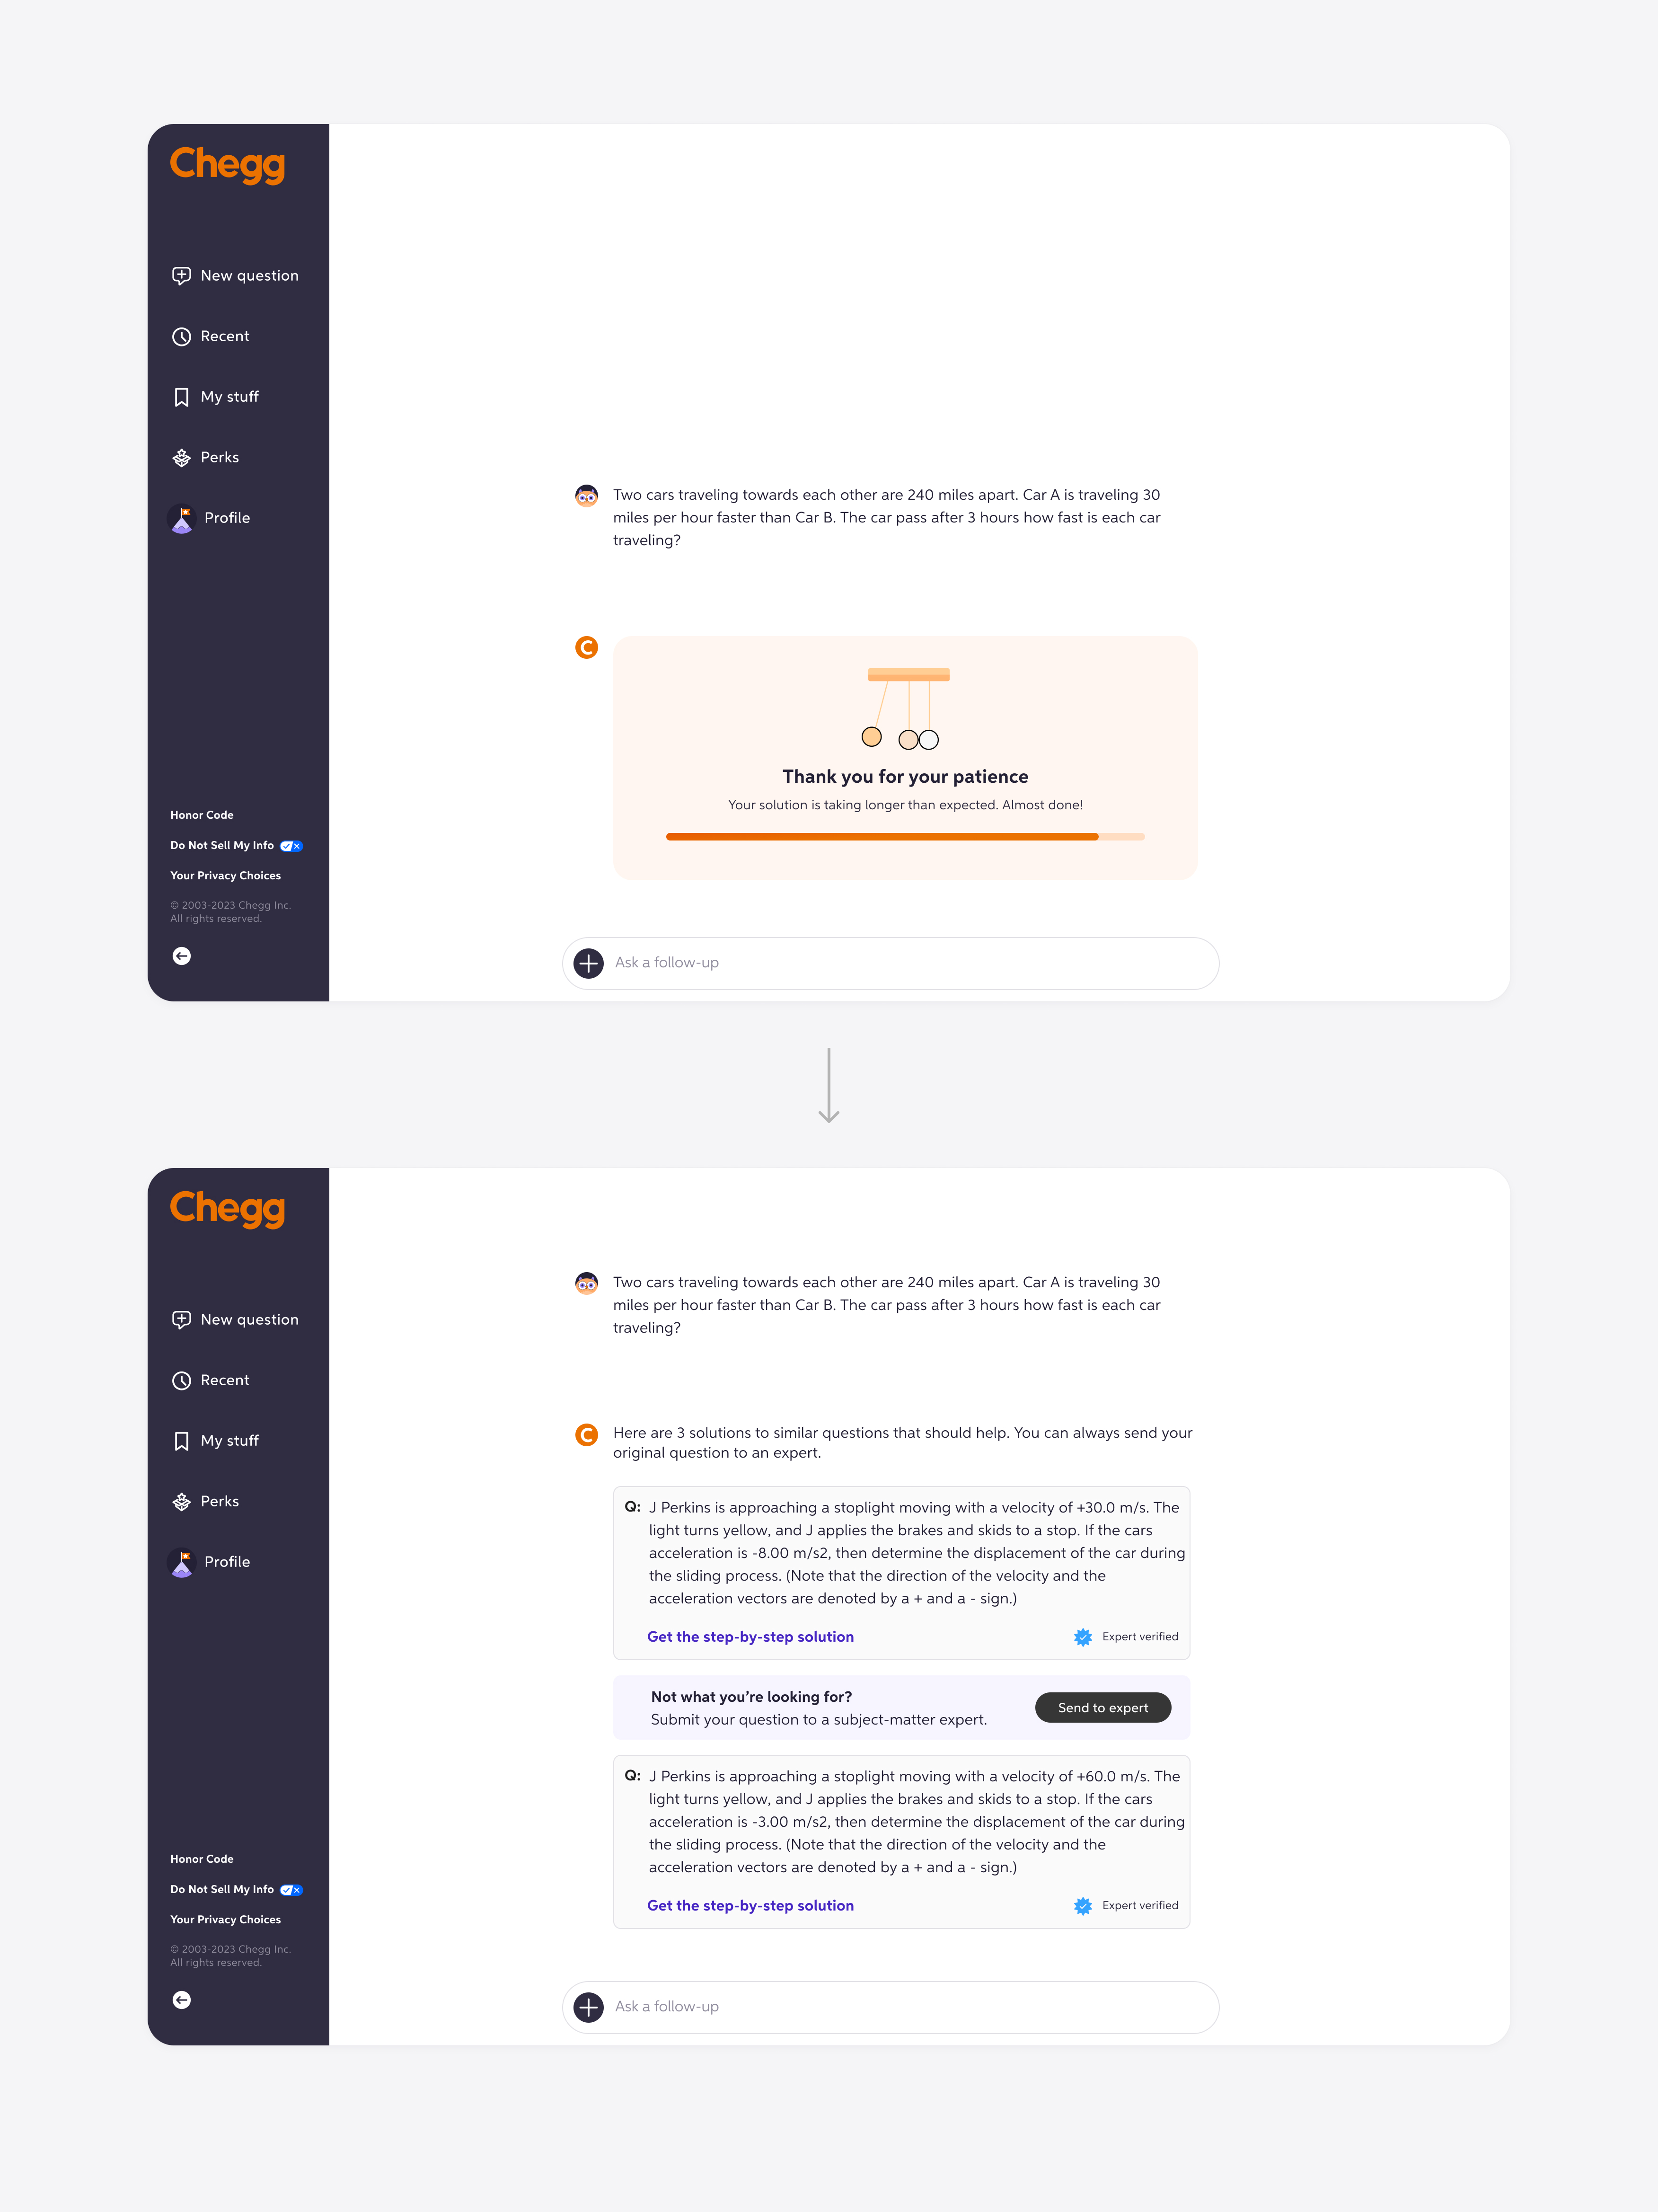 Chegg
New question
Recent
My stuff
Perks
Profile
Honor Code
Do Not Sell My Info
Your Privacy Choices
© 2003-2023 Chegg Inc.
All rights reserved.
Two cars traveling towards each other are 240 miles apart. Car A is traveling 30
miles per hour faster than Car B. The car pass after 3 hours how fast is each car
traveling?
C
Thank you for your patience
Your solution is taking longer than expected. Almost done!
Ask a follow-up
Chegg
New question
Recent
My stuff
Perks
Profile
Honor Code
Do Not Sell My Info
Your Privacy Choices
© 2003-2023 Chegg Inc.
All rights reserved.
Two cars traveling towards each other are 240 miles apart. Car A is traveling 30
miles per hour faster than Car B. The car pass after 3 hours how fast is each car
traveling?
C
Here are 3 solutions to similar questions that should help. You can always send your
original question to an expert.
Q: J Perkins is approaching a stoplight moving with a velocity of +30.0 m/s. The
light turns yellow, and J applies the brakes and skids to a stop. If the cars
acceleration is -8.00 m/s2, then determine the displacement of the car during
the sliding process. (Note that the direction of the velocity and the
acceleration vectors are denoted by a + and a - sign.)
Get the step-by-step solution
Expert verified
Not what you're looking for?
Submit your question to a subject-matter expert.
Send to expert
Q: J Perkins is approaching a stoplight moving with a velocity of +60.0 m/s. The
light turns yellow, and J applies the brakes and skids to a stop. If the cars
acceleration is -3.00 m/s2, then determine the displacement of the car during
the sliding process. (Note that the direction of the velocity and the
acceleration vectors are denoted by a + and a - sign.)
Get the step-by-step solution
Expert verified
Ask a follow-up